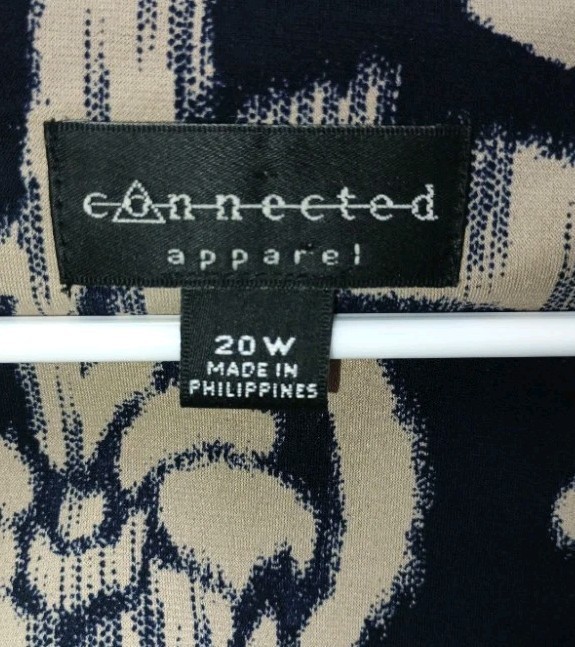 connected
apparel
20W
MADE IN
PHILIPPINES